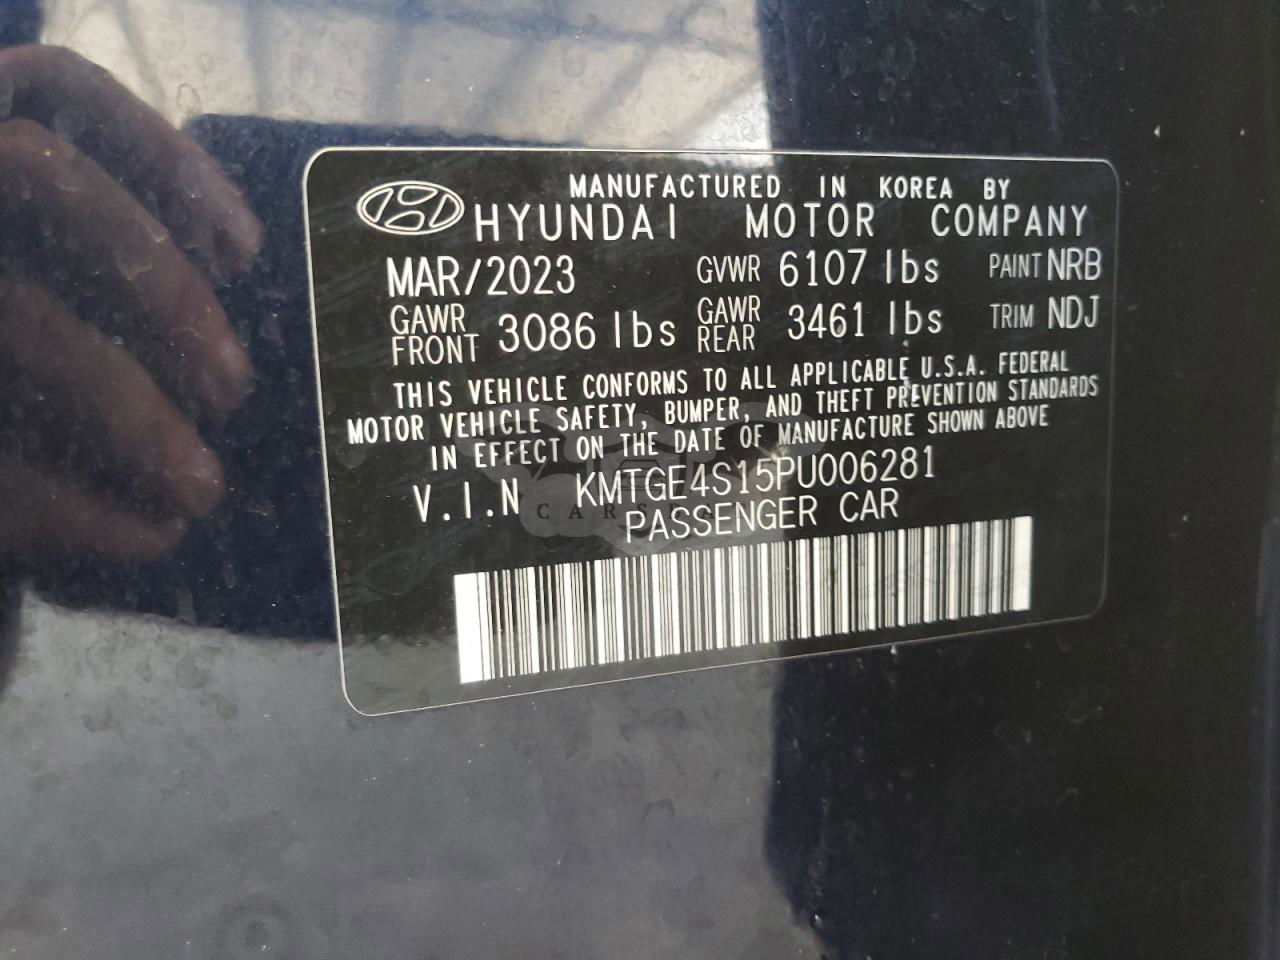 MANUFACTURED IN KOREA BY
HYUNDAI MOTOR COMPANY
MAR/2023 GVWR 6107 lbs PAINT NRB
GAWR FRONT 3086 lbs GAWR REAR 3461 lbs TRIM NDJ
THIS VEHICLE CONFORMS TO ALL APPLICABLE U.S.A. FEDERAL
MOTOR VEHICLE SAFETY, BUMPER, AND THEFT PREVENTION STANDARDS
IN EFFECT ON THE DATE OF MANUFACTURE SHOWN ABOVE
V.I.N KMTGE4S15PU006281
PASSENGER CAR